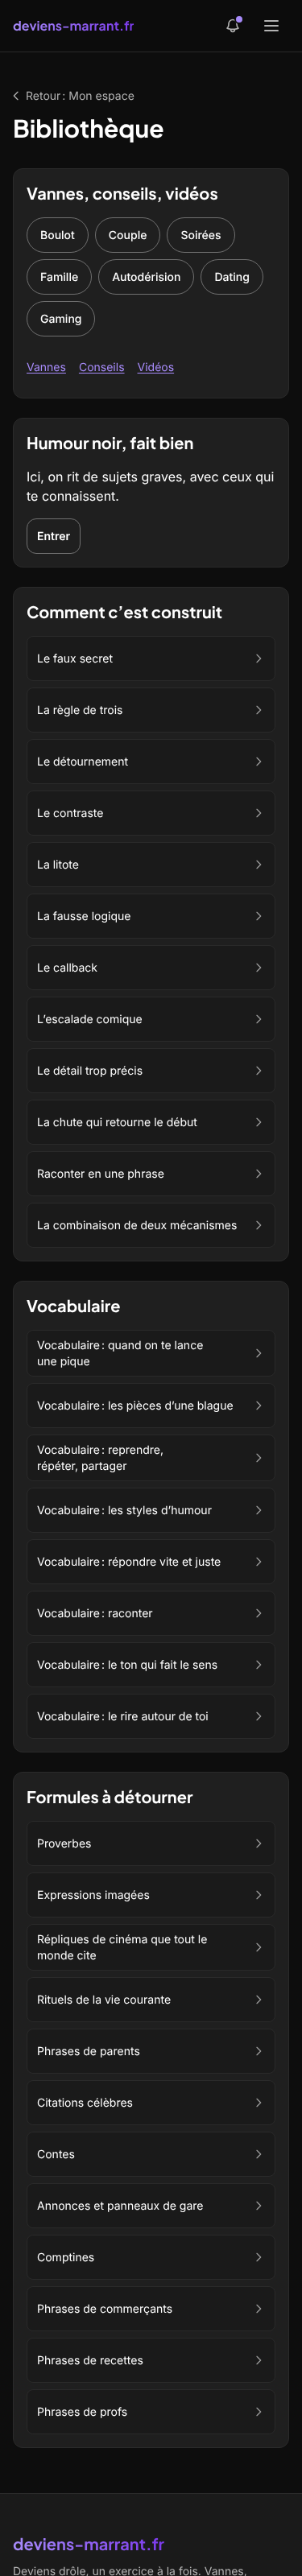 deviens-marrant.fr
Retour : Mon espace
Bibliothèque
Vannes, conseils, vidéos
Boulot
Couple
Soirées
Famille
Autodérision
Dating
Gaming
Vannes
Conseils
Vidéos
Humour noir, fait bien
Ici, on rit de sujets graves, avec ceux qui
te connaissent.
Entrer
Comment c’est construit
Le faux secret
La règle de trois
Le détournement
Le contraste
La litote
La fausse logique
Le callback
L’escalade comique
Le détail trop précis
La chute qui retourne le début
Raconter en une phrase
La combinaison de deux mécanismes
Vocabulaire
Vocabulaire : quand on te lance
une pique
Vocabulaire : les pièces d’une blague
Vocabulaire : reprendre,
répéter, partager
Vocabulaire : les styles d’humour
Vocabulaire : répondre vite et juste
Vocabulaire : raconter
Vocabulaire : le ton qui fait le sens
Vocabulaire : le rire autour de toi
Formules à détourner
Proverbes
Expressions imagées
Répliques de cinéma que tout le
monde cite
Rituels de la vie courante
Phrases de parents
Citations célèbres
Contes
Annonces et panneaux de gare
Comptines
Phrases de commerçants
Phrases de recettes
Phrases de profs
deviens-marrant.fr
Deviens drôle, un exercice à la fois. Vannes,